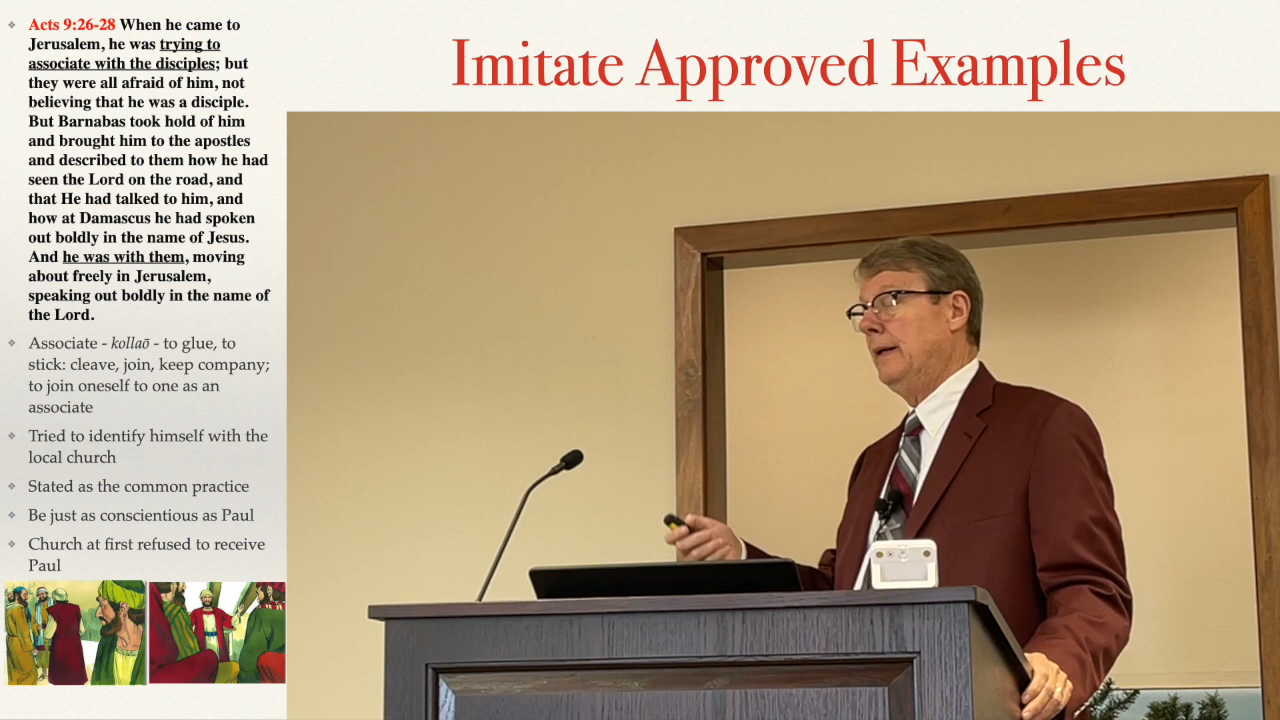 Imitate Approved Examples
Acts 9:26-28 When he came to
Jerusalem, he was trying to
associate with the disciples; but
they were all afraid of him, not
believing that he was a disciple.
But Barnabas took hold of him
and brought him to the apostles
and described to them how he had
seen the Lord on the road, and
that He had talked to him, and
how at Damascus he had spoken
out boldly in the name of Jesus.
And he was with them, moving
about freely in Jerusalem,
speaking out boldly in the name of
the Lord.
Associate - kollaō - to glue, to
stick: cleave, join, keep company;
to join oneself to one as an
associate
Tried to identify himself with the
local church
Stated as the common practice
Be just as conscientious as Paul
Church at first refused to receive
Paul